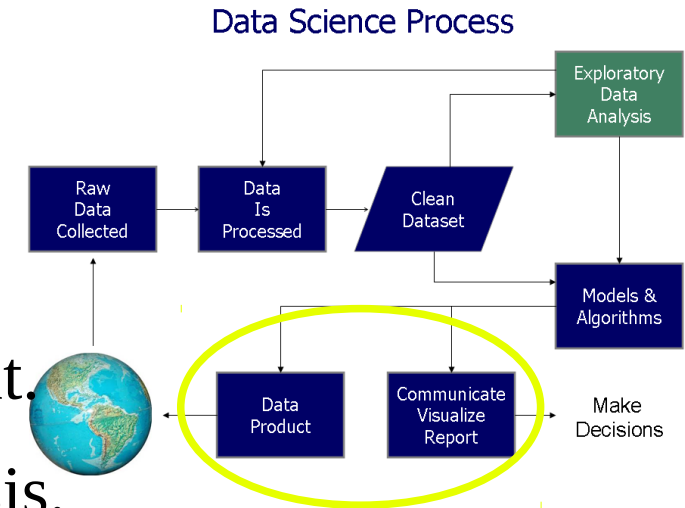 Data Science Process
Exploratory
Data
Analysis
Raw
Data
Collected
Data
Is
Processed
Clean
Dataset
Models &
Algorithms
Data
Product
Communicate
Visualize
Report
Make
Decisions